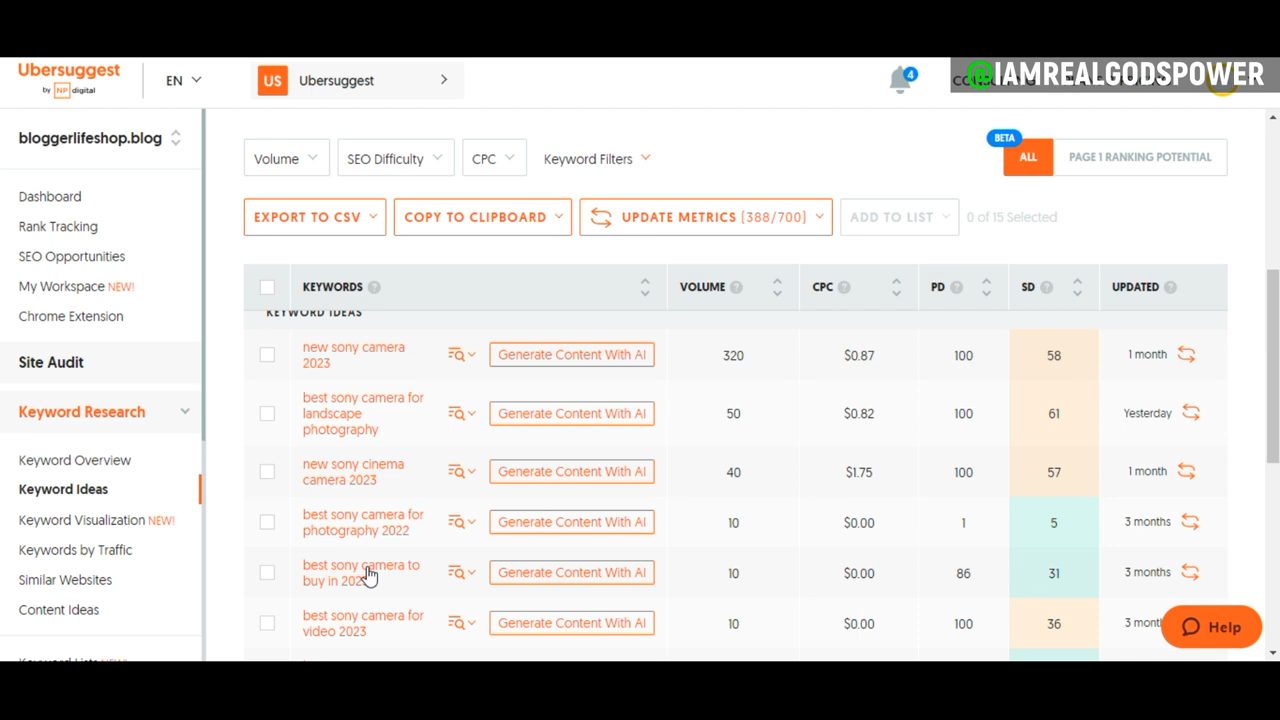 Ubersuggest
by NP digital
EN
US Ubersuggest
4
@IAMREALGODSPOWER
bloggerlifeshop.blog
Dashboard
Rank Tracking
SEO Opportunities
My Workspace NEW!
Chrome Extension
Site Audit
Keyword Research
Keyword Overview
Keyword Ideas
Keyword Visualization NEW!
Keywords by Traffic
Similar Websites
Content Ideas
Volume
SEO Difficulty
CPC
Keyword Filters
BETA
ALL
PAGE 1 RANKING POTENTIAL
EXPORT TO CSV
COPY TO CLIPBOARD
UPDATE METRICS [388/700]
ADD TO LIST
0 of 15 Selected
KEYWORDS ? VOLUME ? CPC ? PD ? SD ? UPDATED ?
KEYWORD IDEAS
new sony camera
2023
Generate Content With AI 320 $0.87 100 58 1 month
best sony camera for
landscape
photography
Generate Content With AI 50 $0.82 100 61 Yesterday
new sony cinema
camera 2023
Generate Content With AI 40 $1.75 100 57 1 month
best sony camera for
photography 2022
Generate Content With AI 10 $0.00 1 5 3 months
best sony camera to
buy in
Generate Content With AI 10 $0.00 86 31 3 months
best sony camera for
video 2023
Generate Content With AI 10 $0.00 100 36 3
Help